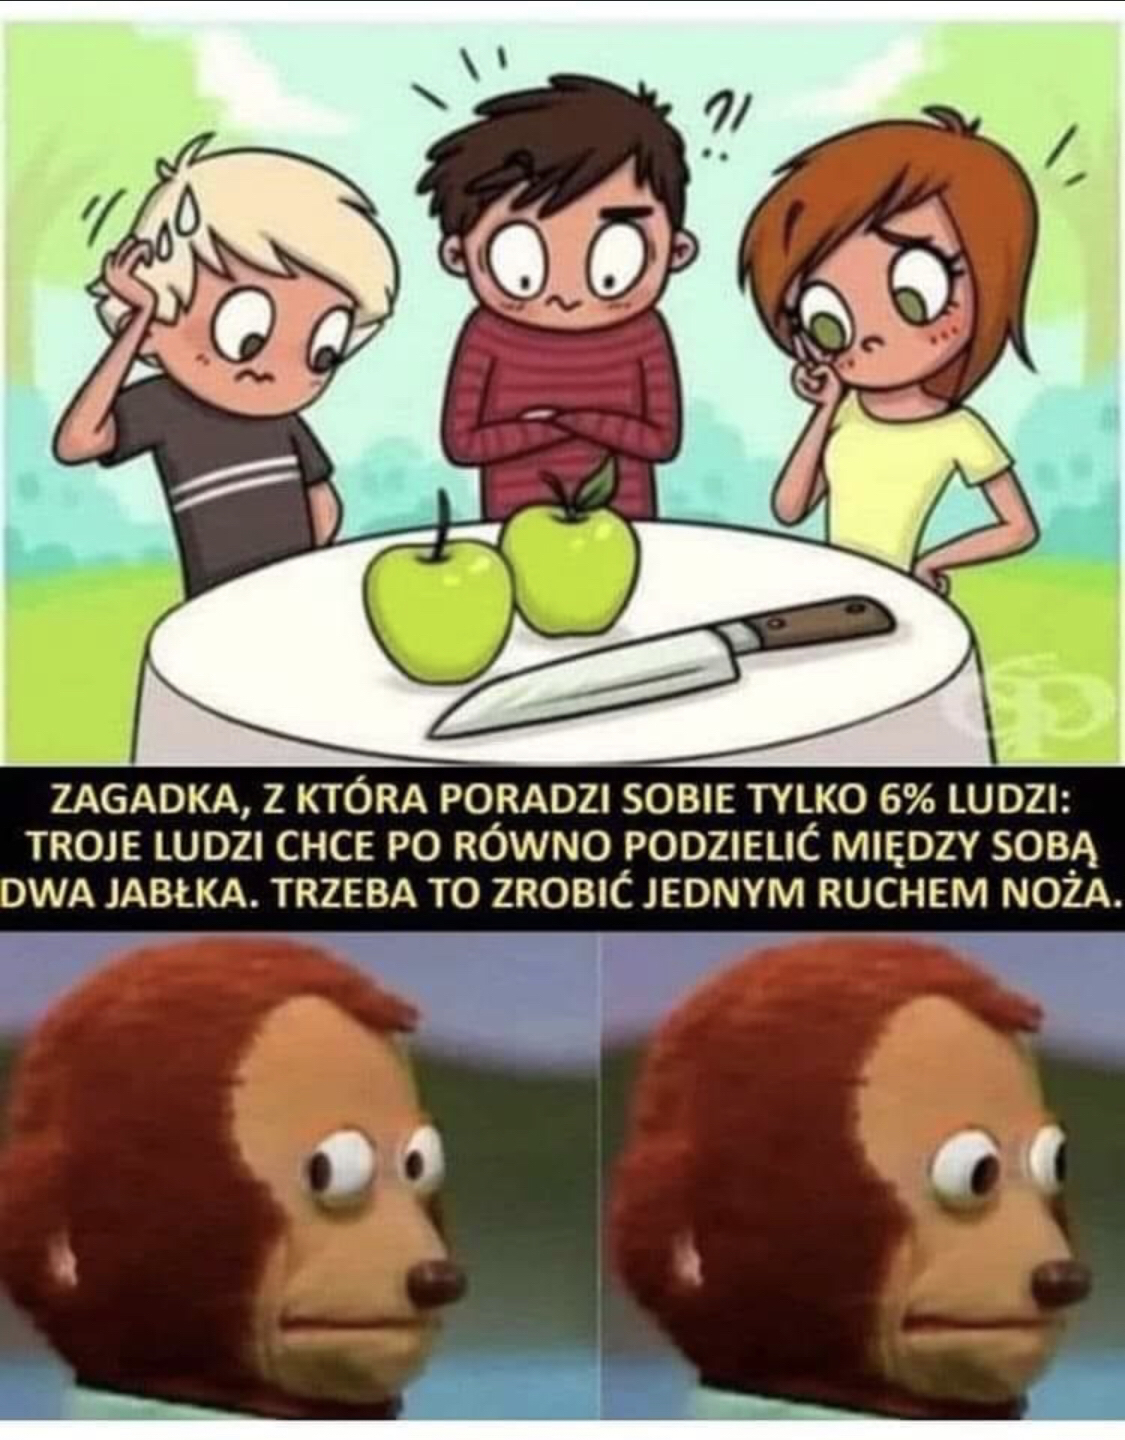 ?!
ZAGADKA, Z KTÓRA PORADZI SOBIE TYLKO 6% LUDZI:
TROJE LUDZI CHCE PO RÓWNO PODZIELIĆ MIĘDZY SOBĄ
DWA JABŁKA. TRZEBA TO ZROBIĆ JEDNYM RUCHEM NOŻA.